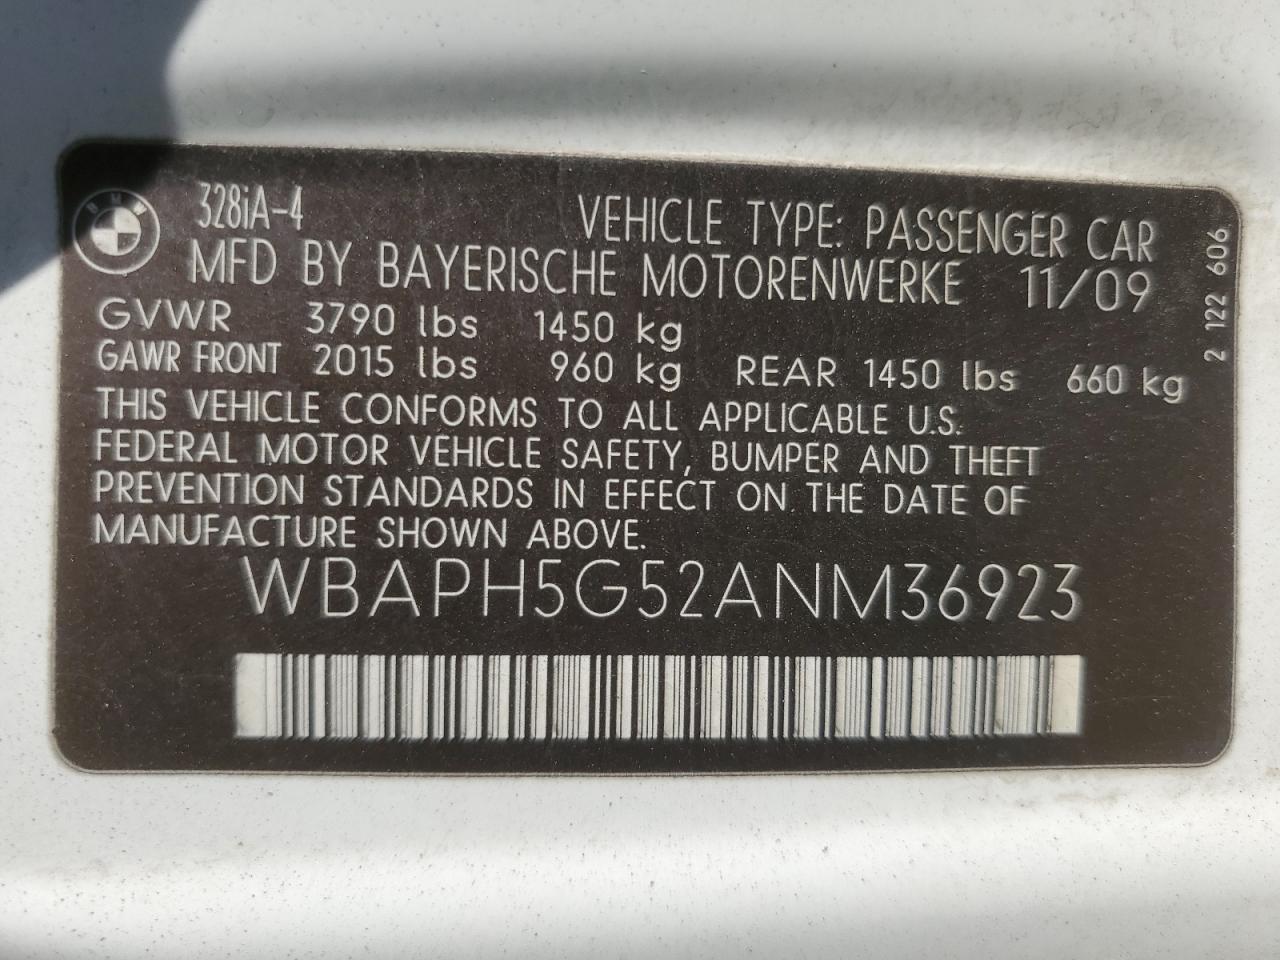 BMW
328iA-4 VEHICLE TYPE: PASSENGER CAR
MFD BY BAYERISCHE MOTORENWERKE 11/09
GVWR 3790 lbs 1450 kg
GAWR FRONT 2015 lbs 960 kg REAR 1450 lbs 660 kg
THIS VEHICLE CONFORMS TO ALL APPLICABLE U.S.
FEDERAL MOTOR VEHICLE SAFETY, BUMPER AND THEFT
PREVENTION STANDARDS IN EFFECT ON THE DATE OF
MANUFACTURE SHOWN ABOVE.
WBAPH5G52ANM36923
2 122 606